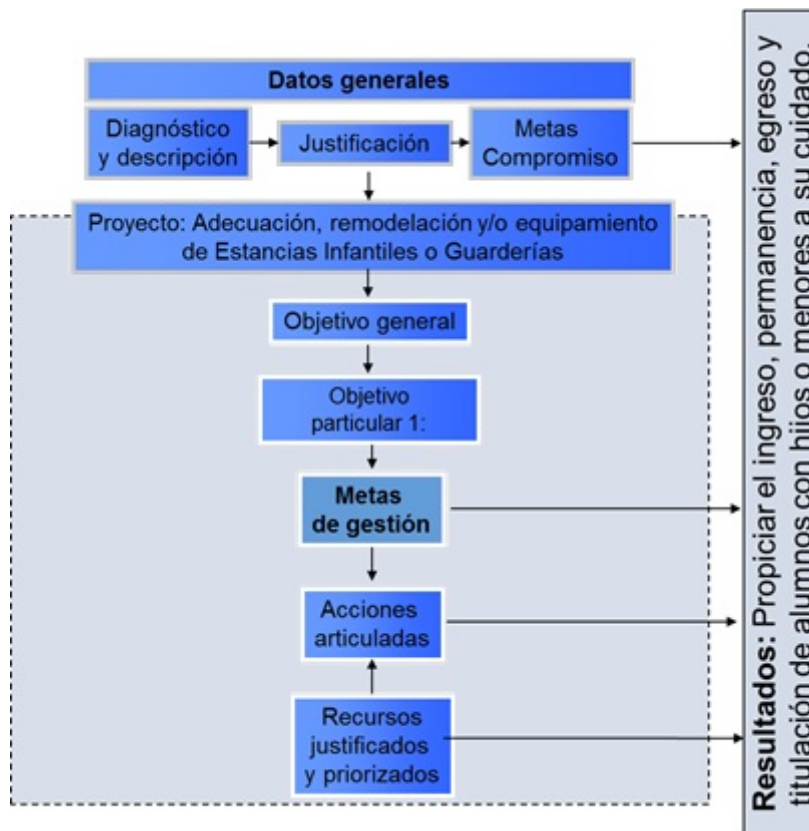 Datos generales
Diagnóstico
y descripción
Justificación
Metas
Compromiso
Proyecto: Adecuación, remodelación y/o equipamiento
de Estancias Infantiles o Guarderías
Objetivo general
Objetivo
particular 1:
Metas
de gestión
Acciones
articuladas
Recursos
justificados
y priorizados
Resultados: Propiciar el ingreso, permanencia, egreso y
titulación de alumnos con hijos o menores a su cuidado.